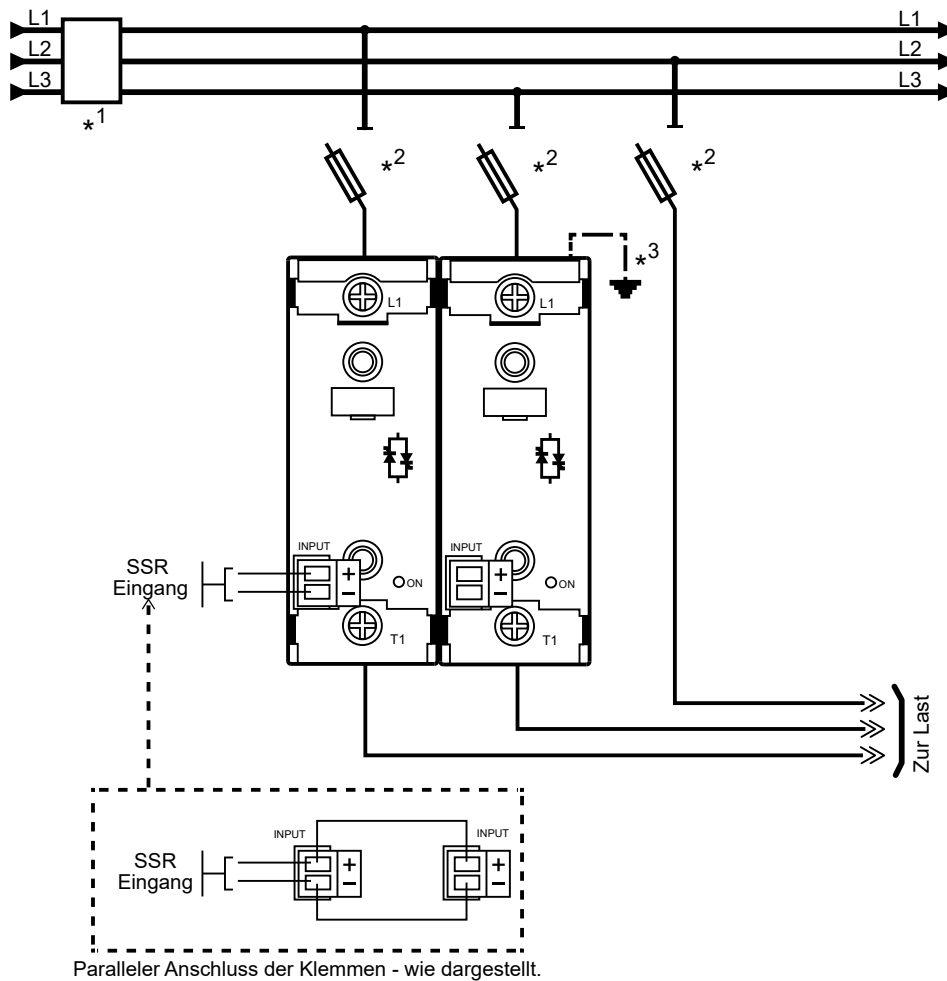 L1 L1
L2 L2
L3 L3
*1
*2 *2 *2
*3
L1 L1
INPUT INPUT
SSR
Eingang
+ +
− −
ON ON
T1 T1
Zur Last
INPUT INPUT
SSR
Eingang
+ +
− −
Paralleler Anschluss der Klemmen - wie dargestellt.